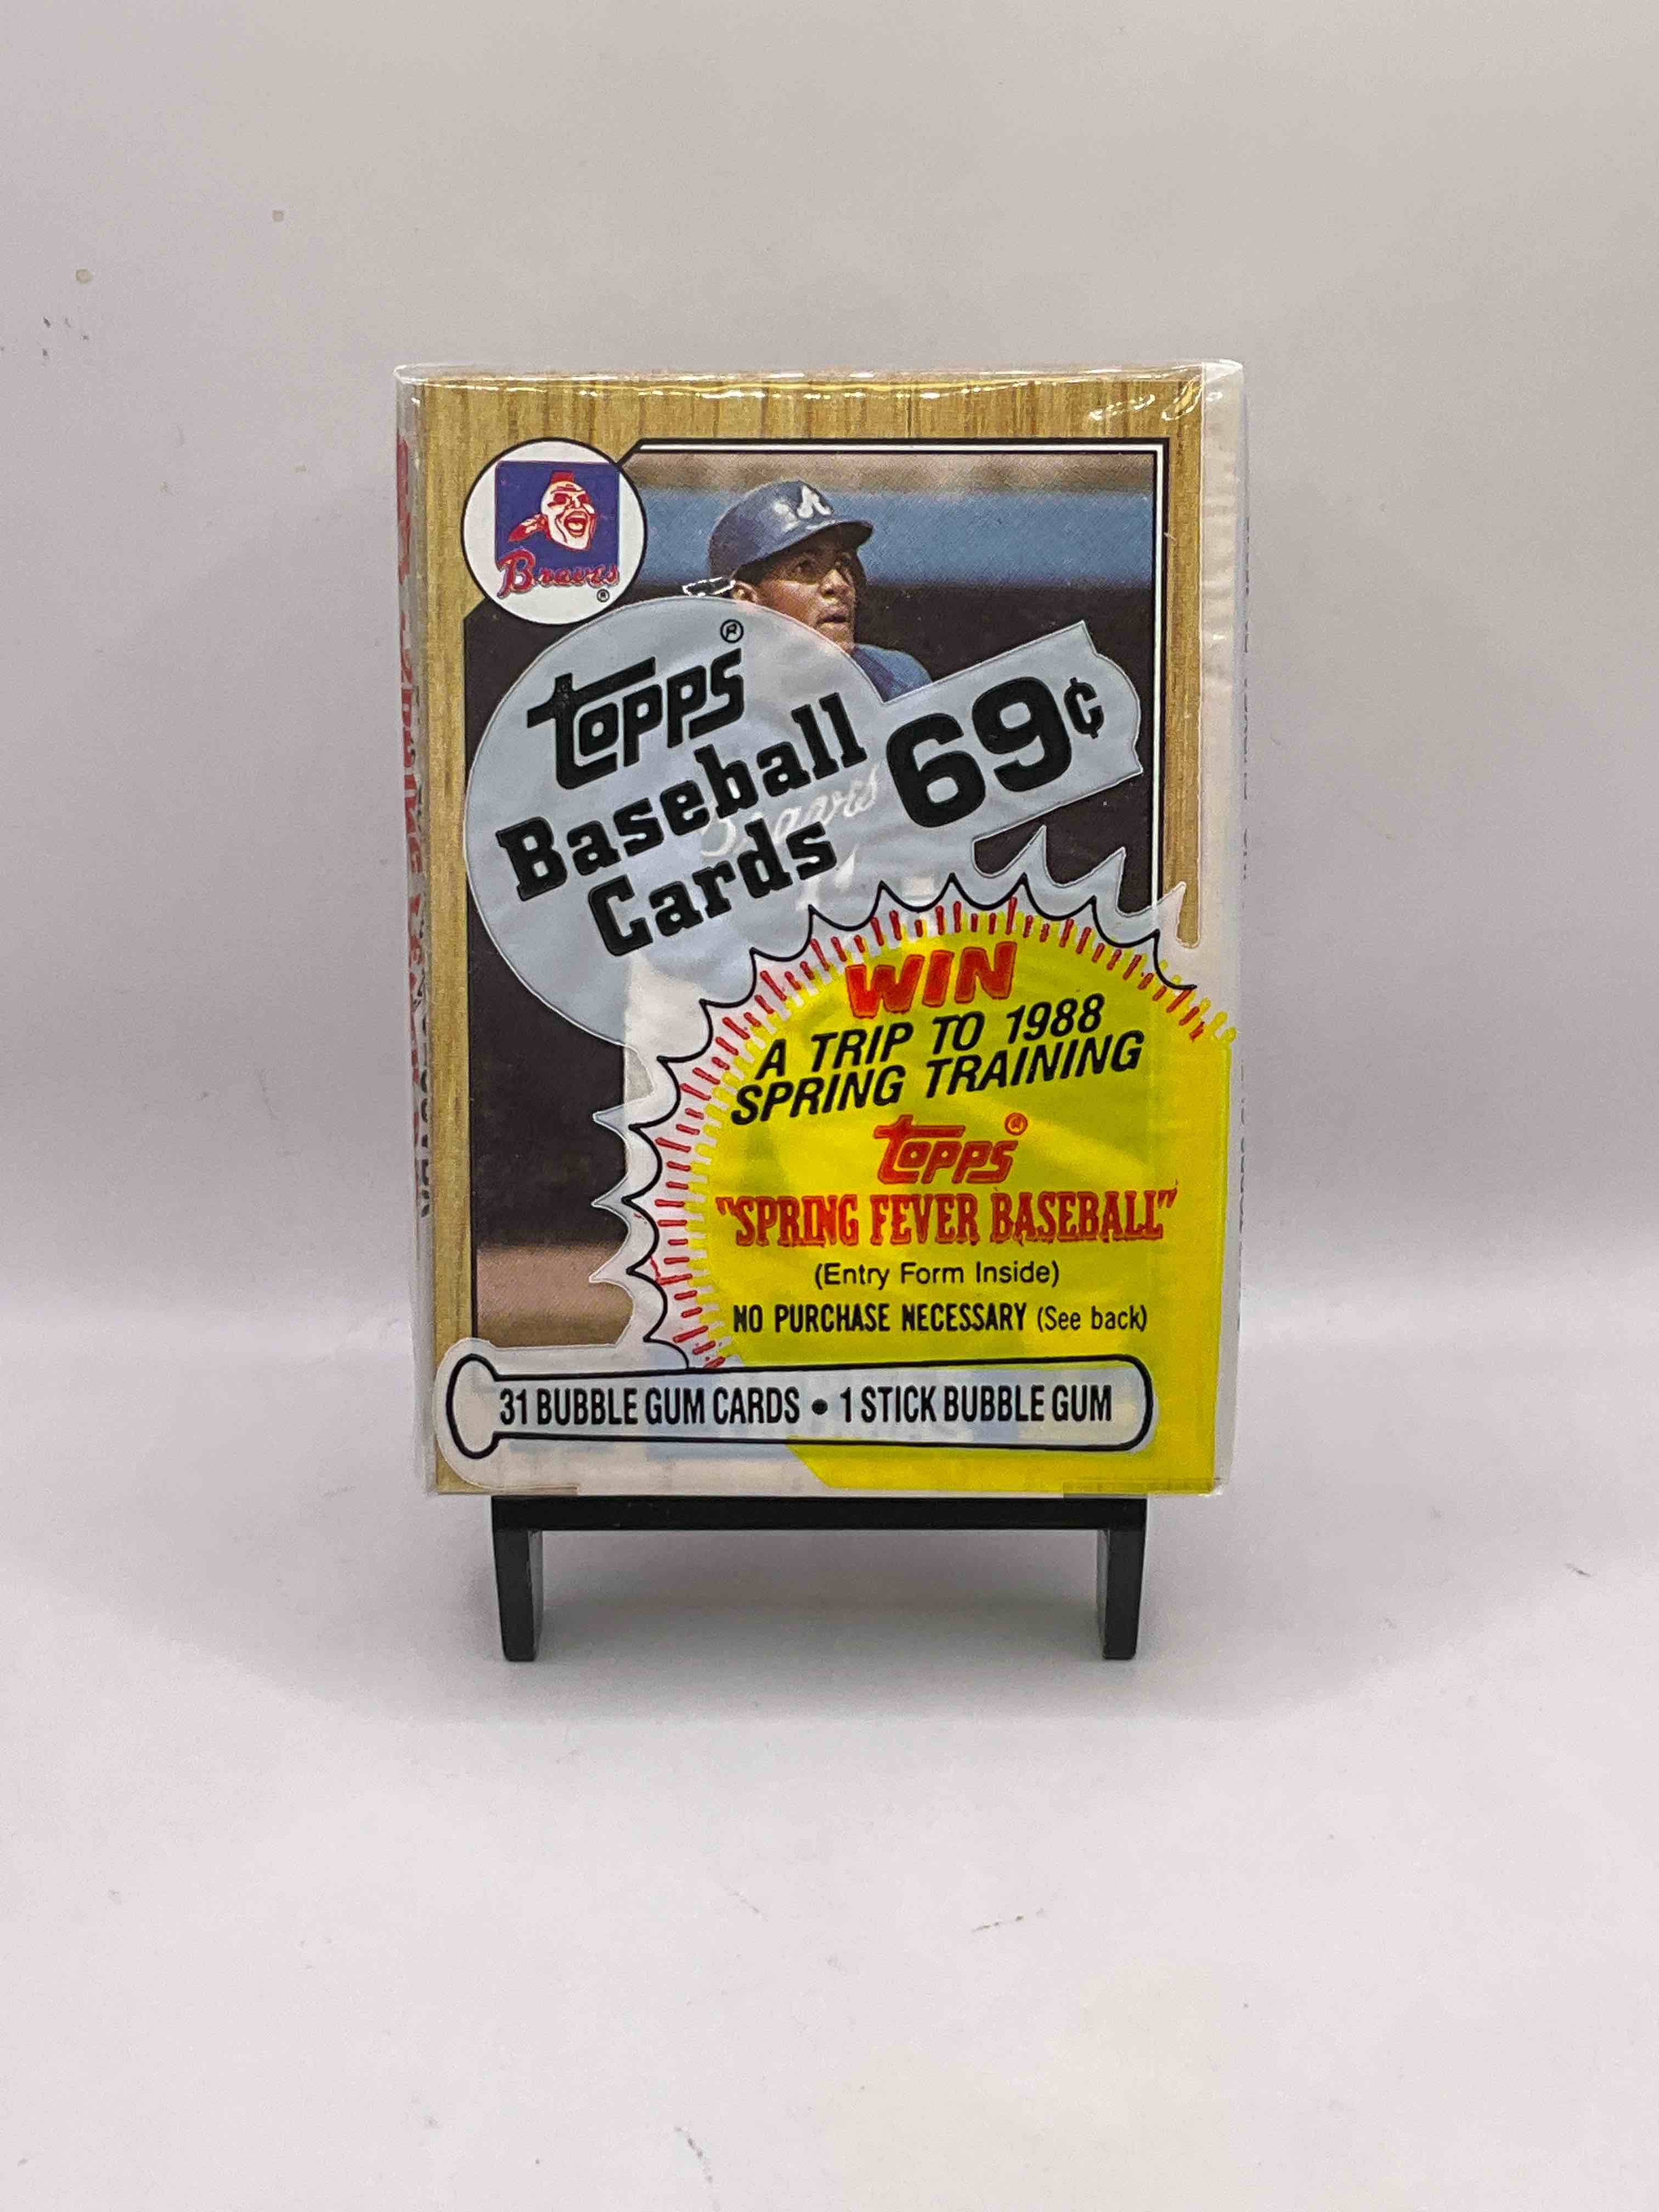 Braves
®
topps®
Baseball
Cards
69¢
Braves
WIN
A TRIP TO 1988
SPRING TRAINING
topps®
"SPRING FEVER BASEBALL"
(Entry Form Inside)
NO PURCHASE NECESSARY (See back)
31 BUBBLE GUM CARDS • 1 STICK BUBBLE GUM